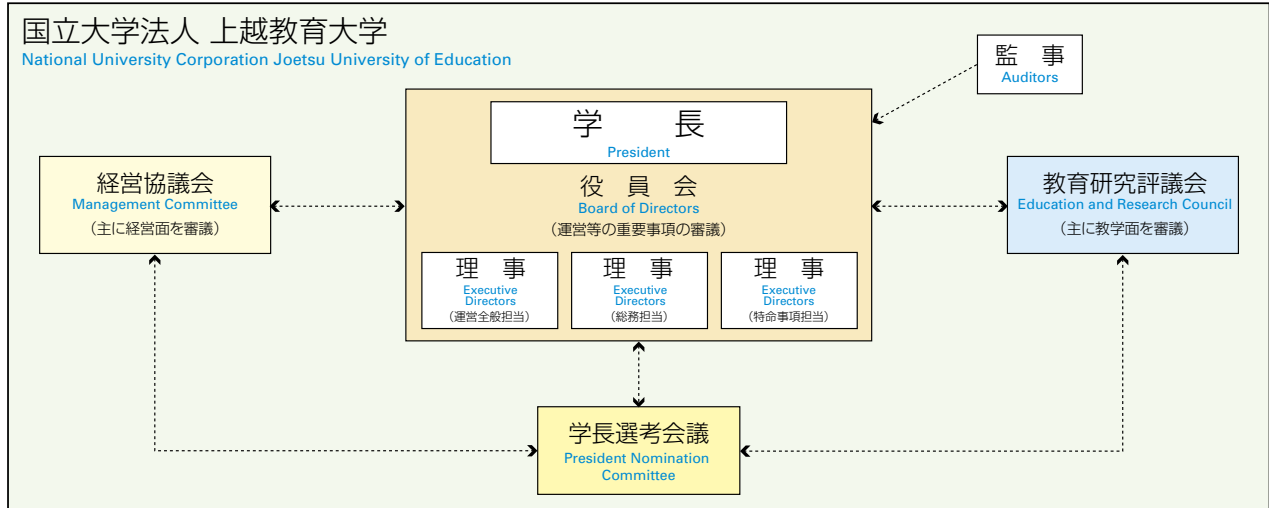 国立大学法人 上越教育大学
National University Corporation Joetsu University of Education
監 事
Auditors
学 長
President
役 員 会
Board of Directors
（運営等の重要事項の審議）
理 事
Executive
Directors
（運営全般担当）
理 事
Executive
Directors
（総務担当）
理 事
Executive
Directors
（特命事項担当）
経営協議会
Management Committee
（主に経営面を審議）
教育研究評議会
Education and Research Council
（主に教学面を審議）
学長選考会議
President Nomination
Committee